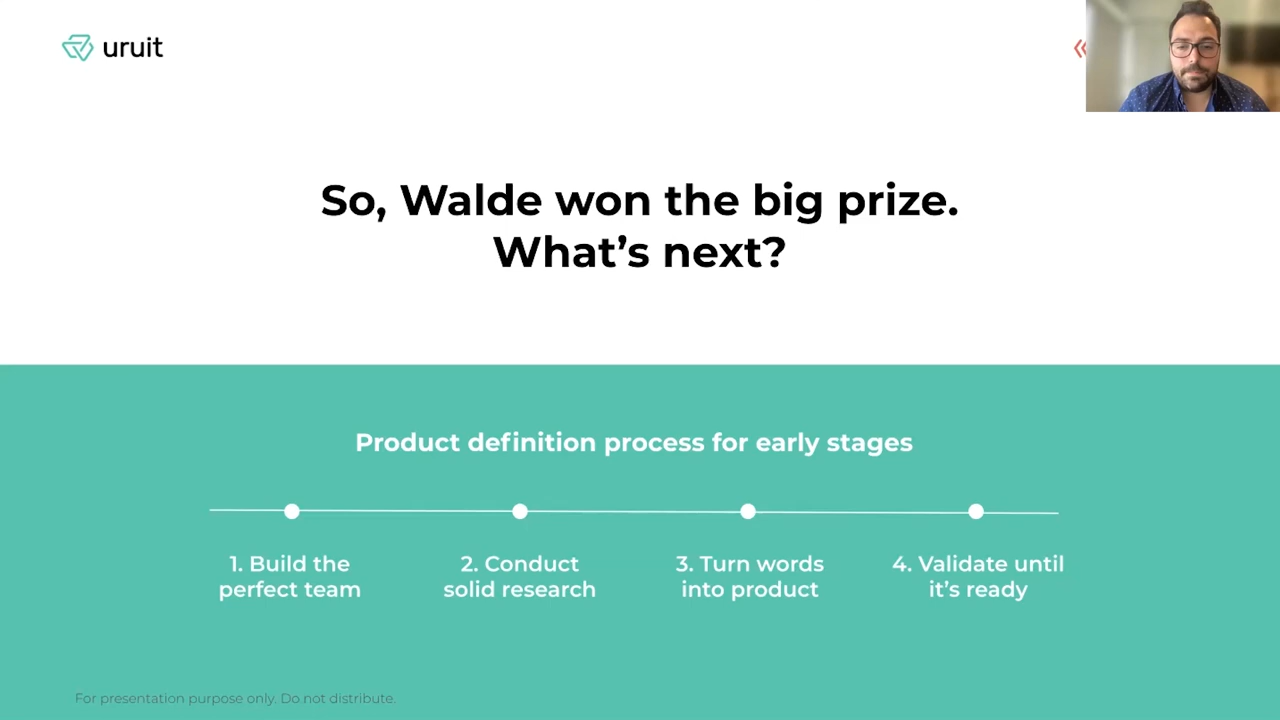 uruit
So, Walde won the big prize.
What’s next?
Product definition process for early stages
1. Build the
perfect team
2. Conduct
solid research
3. Turn words
into product
4. Validate until
it’s ready
For presentation purpose only. Do not distribute.